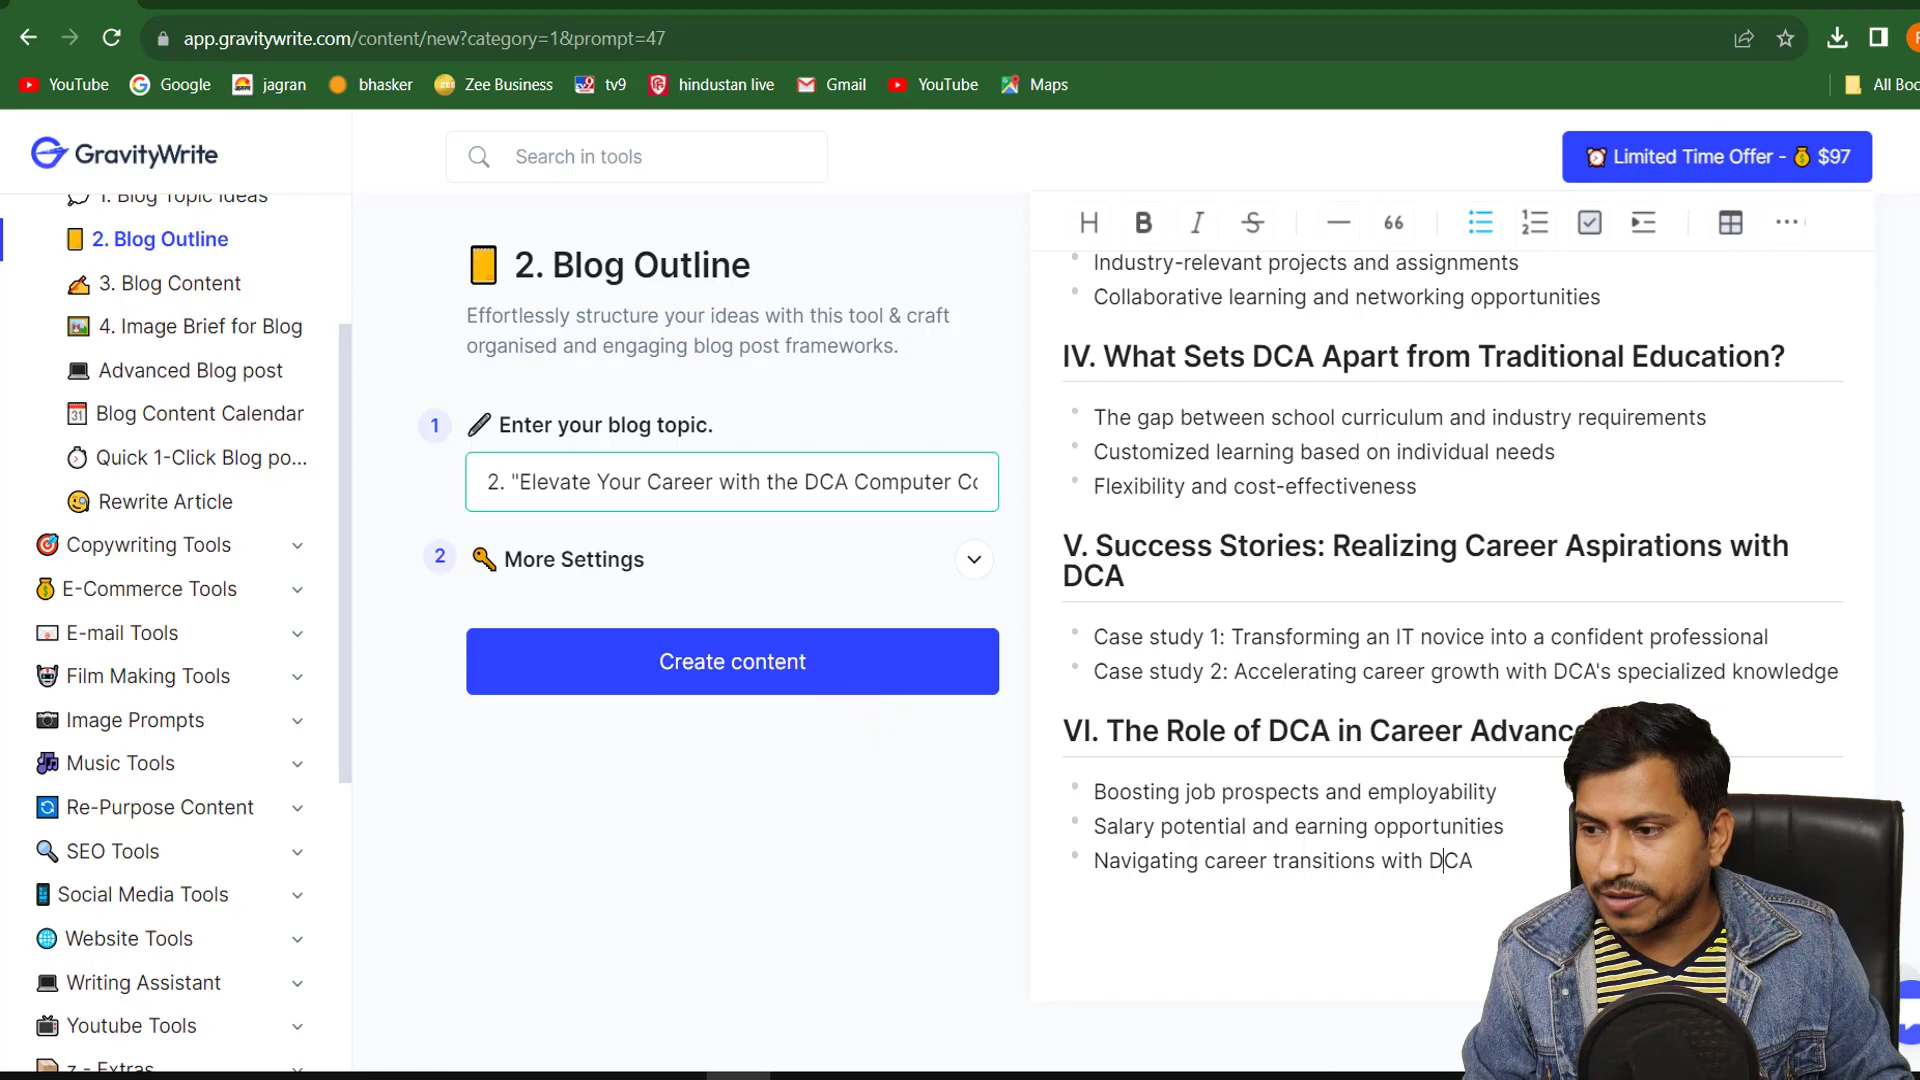 app.gravitywrite.com/content/new?category=1&prompt=47
YouTube
Google
jagran
bhasker
Zee Business
tv9
hindustan live
Gmail
YouTube
Maps
All Boo
GravityWrite
Search in tools
Limited Time Offer - $97
1. Blog Topic Ideas
2. Blog Outline
3. Blog Content
4. Image Brief for Blog
Advanced Blog post
31 Blog Content Calendar
Quick 1-Click Blog po...
Rewrite Article
Copywriting Tools
E-Commerce Tools
E-mail Tools
Film Making Tools
Image Prompts
Music Tools
Re-Purpose Content
SEO Tools
Social Media Tools
Website Tools
Writing Assistant
Youtube Tools
z - Extras
2. Blog Outline
Effortlessly structure your ideas with this tool & craft
organised and engaging blog post frameworks.
1 Enter your blog topic.
2. "Elevate Your Career with the DCA Computer Co
2 More Settings
Create content
H B I S 66
Industry-relevant projects and assignments
Collaborative learning and networking opportunities
IV. What Sets DCA Apart from Traditional Education?
The gap between school curriculum and industry requirements
Customized learning based on individual needs
Flexibility and cost-effectiveness
V. Success Stories: Realizing Career Aspirations with
DCA
Case study 1: Transforming an IT novice into a confident professional
Case study 2: Accelerating career growth with DCA's specialized knowledge
VI. The Role of DCA in Career Advanc
Boosting job prospects and employability
Salary potential and earning opportunities
Navigating career transitions with DCA